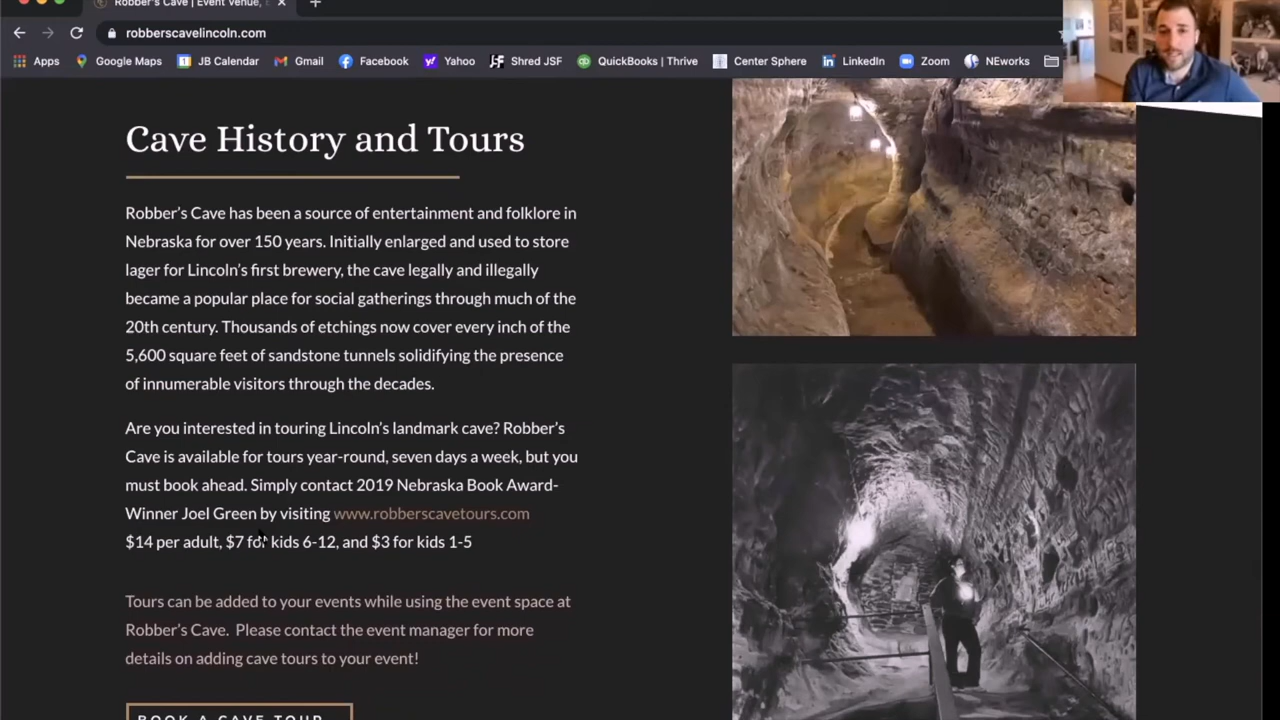 Robber's Cave | Event Venue,
robberscavelincoln.com
Apps Google Maps JB Calendar Gmail Facebook Yahoo Shred JSF QuickBooks | Thrive Center Sphere LinkedIn Zoom NEworks
Cave History and Tours
Robber's Cave has been a source of entertainment and folklore in
Nebraska for over 150 years. Initially enlarged and used to store
lager for Lincoln's first brewery, the cave legally and illegally
became a popular place for social gatherings through much of the
20th century. Thousands of etchings now cover every inch of the
5,600 square feet of sandstone tunnels solidifying the presence
of innumerable visitors through the decades.
Are you interested in touring Lincoln's landmark cave? Robber's
Cave is available for tours year-round, seven days a week, but you
must book ahead. Simply contact 2019 Nebraska Book Award-
Winner Joel Green by visiting www.robberscavetours.com
$14 per adult, $7 for kids 6-12, and $3 for kids 1-5
Tours can be added to your events while using the event space at
Robber's Cave. Please contact the event manager for more
details on adding cave tours to your event!
BOOK A CAVE TOUR